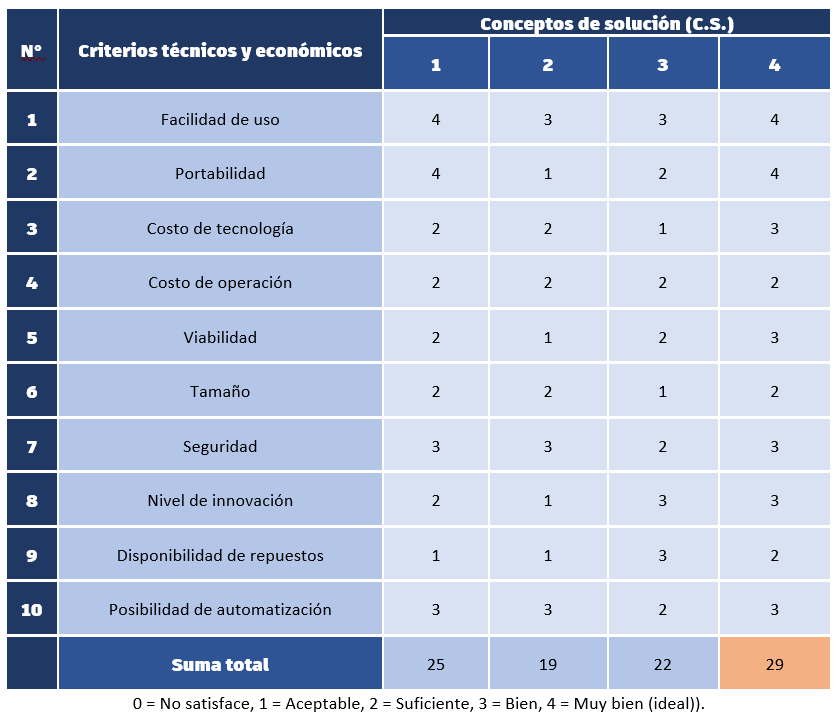 N° Criterios técnicos y económicos Conceptos de solución (C.S.)
1 2 3 4
1 Facilidad de uso 4 3 3 4
2 Portabilidad 4 1 2 4
3 Costo de tecnología 2 2 1 3
4 Costo de operación 2 2 2 2
5 Viabilidad 2 1 2 3
6 Tamaño 2 2 1 2
7 Seguridad 3 3 2 3
8 Nivel de innovación 2 1 3 3
9 Disponibilidad de repuestos 1 1 3 2
10 Posibilidad de automatización 3 3 2 3
Suma total 25 19 22 29
0 = No satisface, 1 = Aceptable, 2 = Suficiente, 3 = Bien, 4 = Muy bien (ideal)).